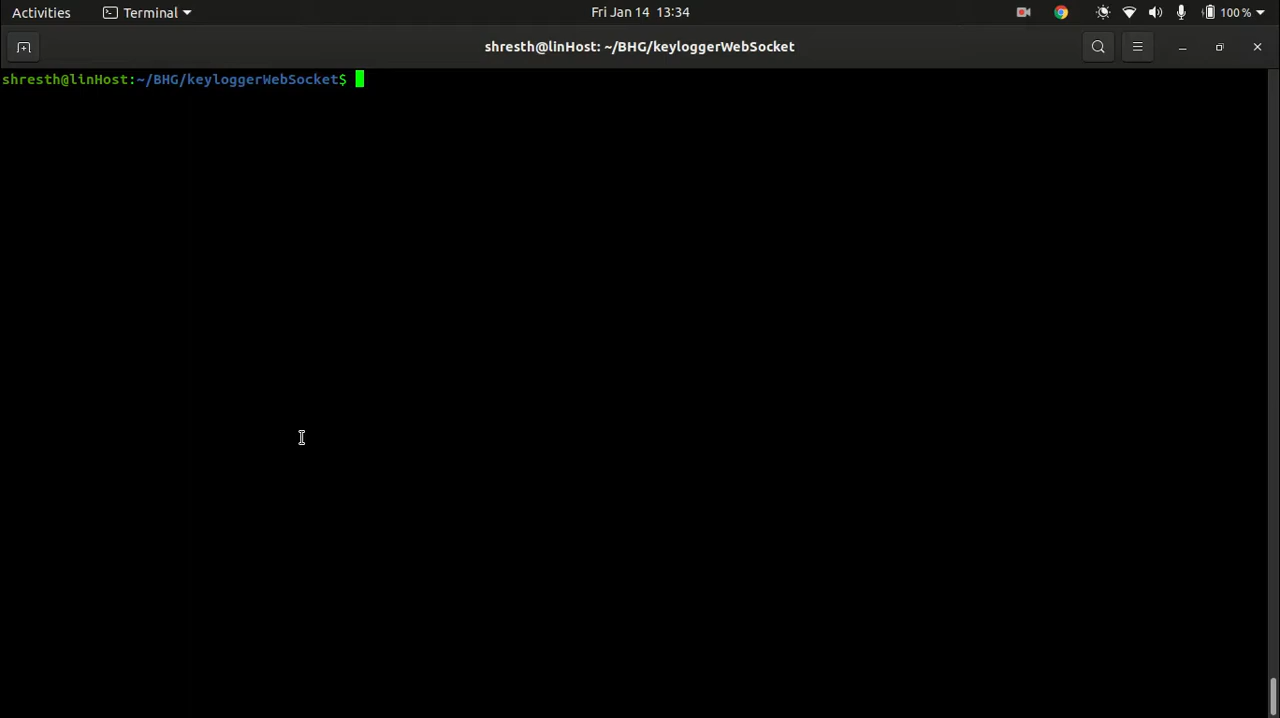 Activities Terminal Fri Jan 14 13:34 100 %
shresth@linHost: ~/BHG/keyloggerWebSocket
shresth@linHost:~/BHG/keyloggerWebSocket$